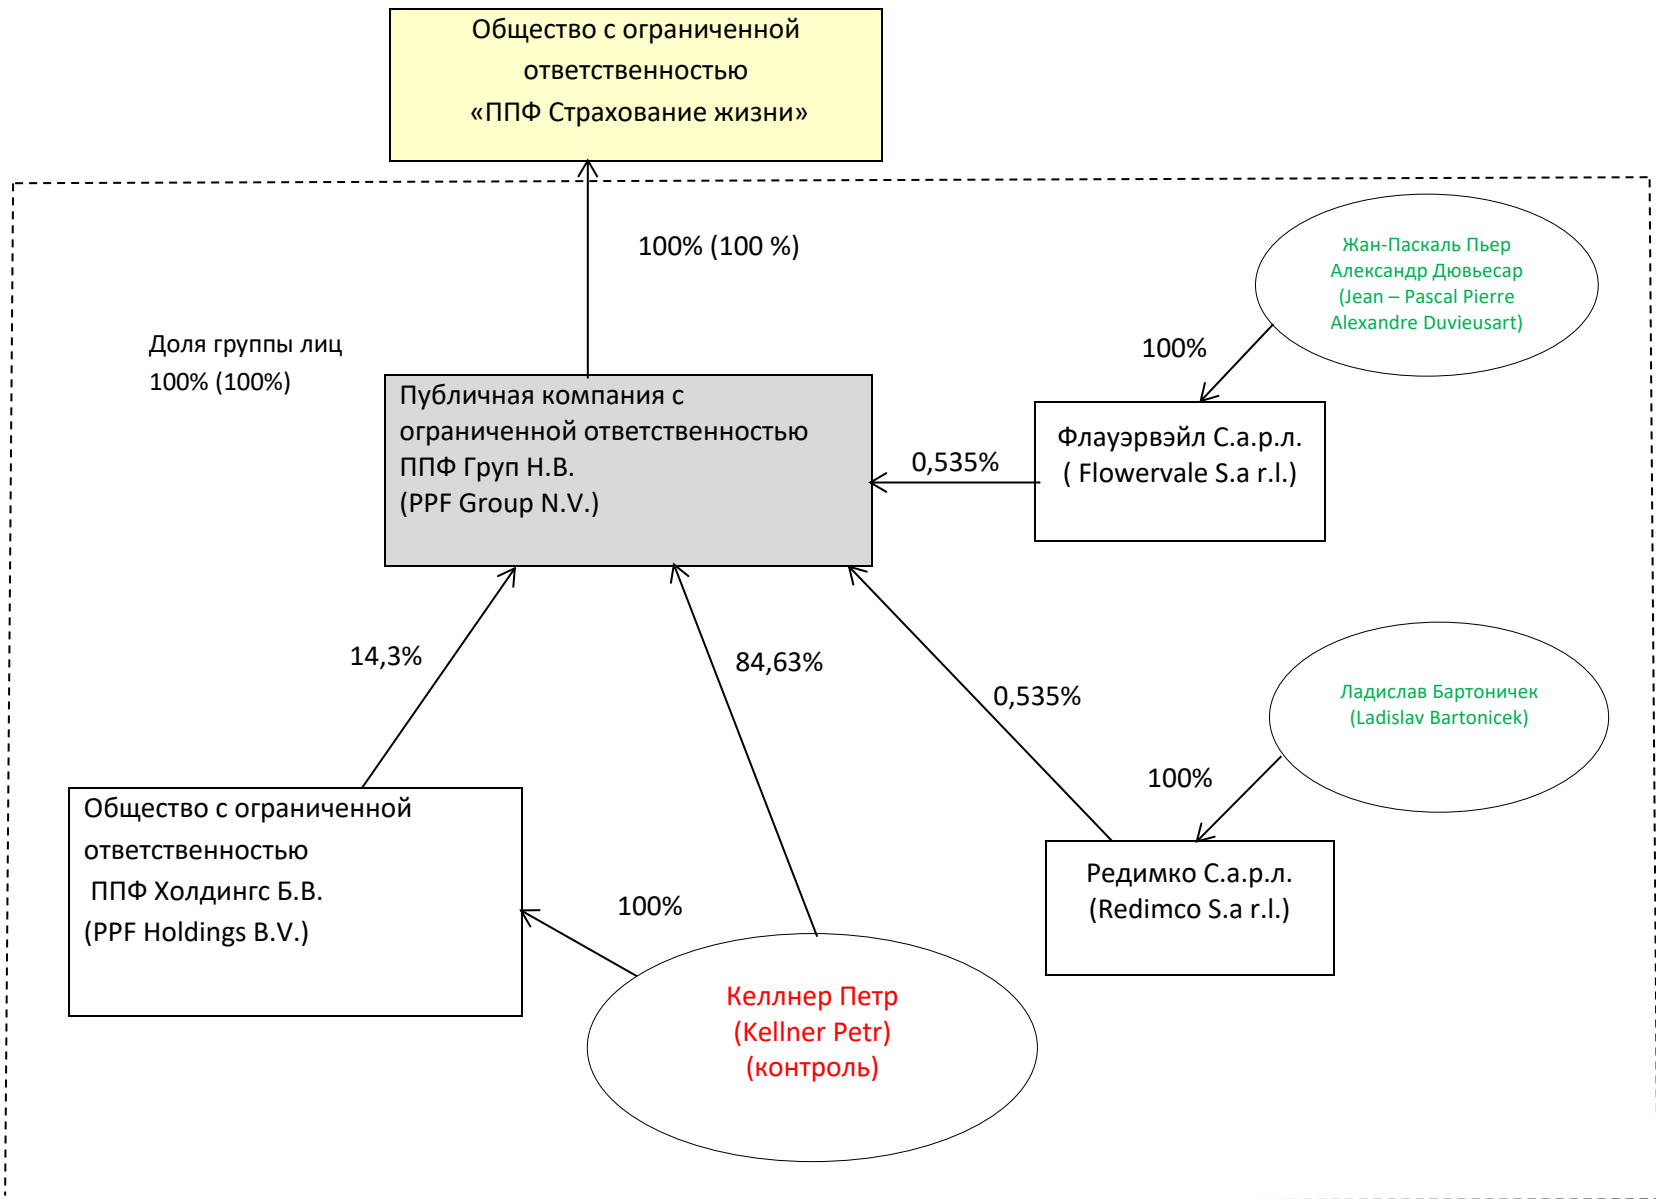 Общество с ограниченной
ответственностью
«ППФ Страхование жизни»
100% (100 %)
Жан-Паскаль Пьер
Александр Дювьесар
(Jean – Pascal Pierre
Alexandre Duvieusart)
Доля группы лиц
100% (100%)
100%
Публичная компания с
ограниченной ответственностью
ППФ Груп Н.В.
(PPF Group N.V.)
0,535%
Флауэрвэйл С.а.р.л.
( Flowervale S.a r.l.)
14,3%
84,63%
0,535%
Ладислав Бартоничек
(Ladislav Bartonicek)
100%
Общество с ограниченной
ответственностью
ППФ Холдингс Б.В.
(PPF Holdings B.V.)
100%
Редимко С.а.р.л.
(Redimco S.a r.l.)
Келлнер Петр
(Kellner Petr)
(контроль)